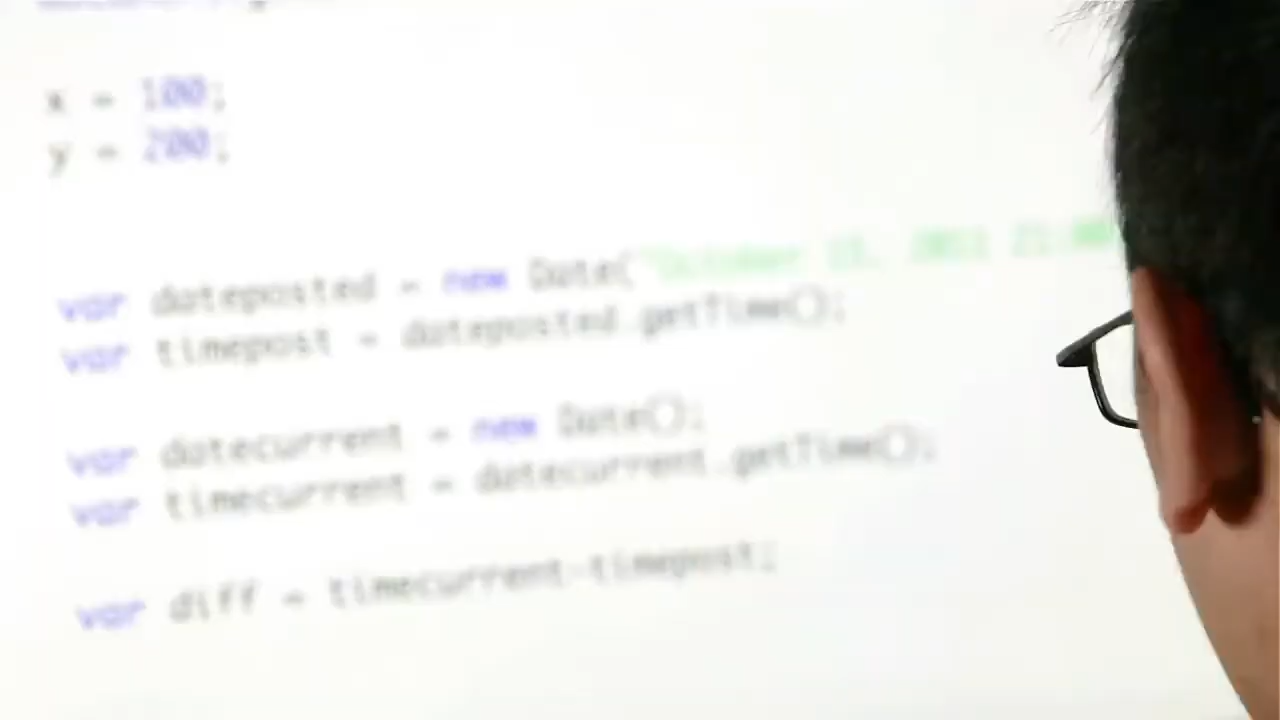 x = 100;
y = 200;
var dateposted = new Date("October
var timepost = dateposted.getTime();
var datecurrent = new Date();
var timecurrent = datecurrent.getTime();
var diff = timecurrent-timepost;